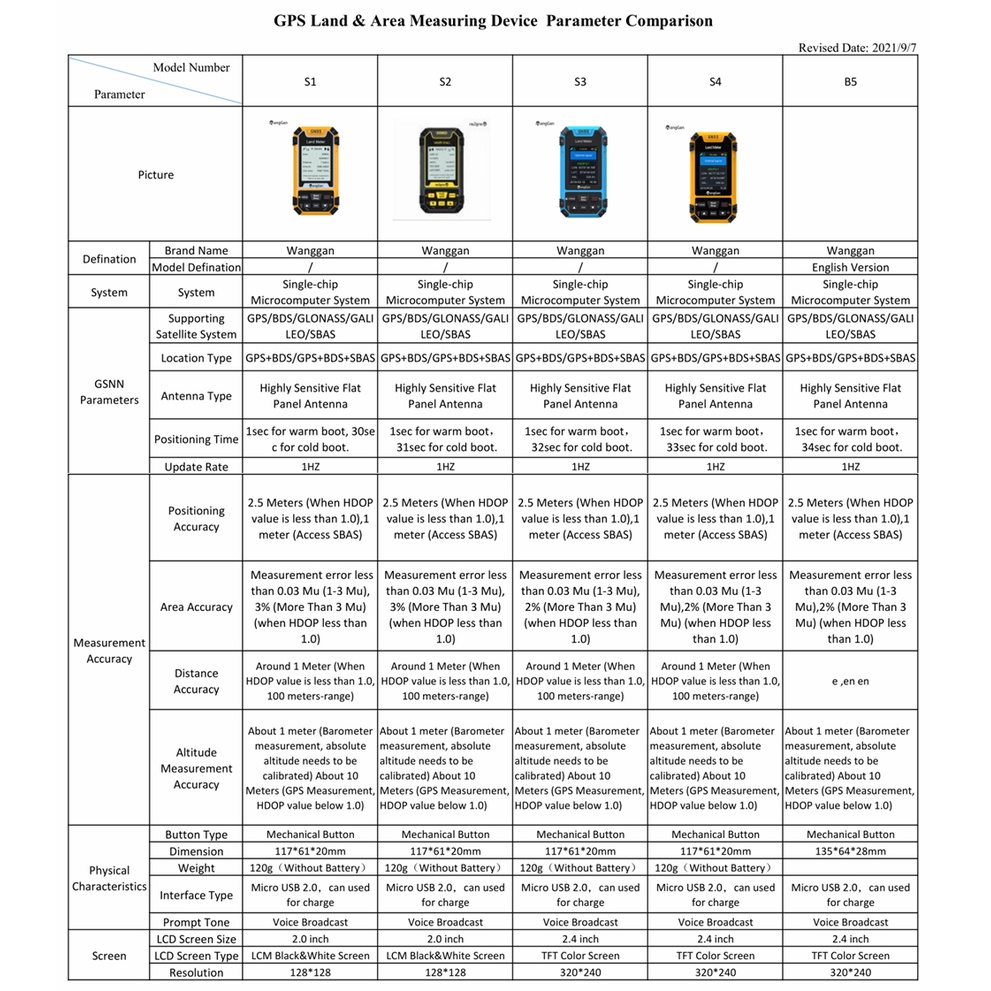 GPS Land & Area Measuring Device Parameter Comparison
Revised Date: 2021/9/7
Model Number
Parameter
S1 S2 S3 S4 B5
Picture
Defination
Brand Name Wanggan Wanggan Wanggan Wanggan Wanggan
Model Defination / / / / English Version
System System
Single-chip Single-chip Single-chip Single-chip Single-chip
Microcomputer System Microcomputer System Microcomputer System Microcomputer System Microcomputer System
GSNN
Parameters
Supporting GPS/BDS/GLONASS/GALI GPS/BDS/GLONASS/GALI GPS/BDS/GLONASS/GALI GPS/BDS/GLONASS/GALI GPS/BDS/GLONASS/GALI
Satellite System LEO/SBAS LEO/SBAS LEO/SBAS LEO/SBAS LEO/SBAS
Location Type GPS+BDS/GPS+BDS+SBAS GPS+BDS/GPS+BDS+SBAS GPS+BDS/GPS+BDS+SBAS GPS+BDS/GPS+BDS+SBAS GPS+BDS/GPS+BDS+SBAS
Antenna Type
Highly Sensitive Flat Highly Sensitive Flat Highly Sensitive Flat Highly Sensitive Flat Highly Sensitive Flat
Panel Antenna Panel Antenna Panel Antenna Panel Antenna Panel Antenna
Positioning Time
1sec for warm boot, 30se 1sec for warm boot， 1sec for warm boot， 1sec for warm boot， 1sec for warm boot，
c for cold boot. 31sec for cold boot. 32sec for cold boot. 33sec for cold boot. 34sec for cold boot.
Update Rate 1HZ 1HZ 1HZ 1HZ 1HZ
Measurement
Accuracy
Positioning
Accuracy
2.5 Meters (When HDOP 2.5 Meters (When HDOP 2.5 Meters (When HDOP 2.5 Meters (When HDOP 2.5 Meters (When HDOP
value is less than 1.0),1 value is less than 1.0),1 value is less than 1.0),1 value is less than 1.0),1 value is less than 1.0),1
meter (Access SBAS) meter (Access SBAS) meter (Access SBAS) meter (Access SBAS) meter (Access SBAS)
Area Accuracy
Measurement error less Measurement error less Measurement error less Measurement error less Measurement error less
than 0.03 Mu (1-3 Mu), than 0.03 Mu (1-3 Mu), than 0.03 Mu (1-3 Mu), than 0.03 Mu (1-3 than 0.03 Mu (1-3
3% (More Than 3 Mu) 3% (More Than 3 Mu) 2% (More Than 3 Mu) Mu),2% (More Than 3 Mu),2% (More Than 3
(when HDOP less than (when HDOP less than (when HDOP less than Mu) (when HDOP less Mu) (when HDOP less
1.0) 1.0) 1.0) than 1.0) than 1.0)
Distance
Accuracy
Around 1 Meter (When Around 1 Meter (When Around 1 Meter (When Around 1 Meter (When
HDOP value is less than 1.0, HDOP value is less than 1.0, HDOP value is less than 1.0, HDOP value is less than 1.0, e ,en en
100 meters-range) 100 meters-range) 100 meters-range) 100 meters-range)
Altitude
Measurement
Accuracy
About 1 meter (Barometer About 1 meter (Barometer About 1 meter (Barometer About 1 meter (Barometer About 1 meter (Barometer
measurement, absolute measurement, absolute measurement, absolute measurement, absolute measurement, absolute
altitude needs to be altitude needs to be altitude needs to be altitude needs to be altitude needs to be
calibrated) About 10 calibrated) About 10 calibrated) About 10 calibrated) About 10 calibrated) About 10
Meters (GPS Measurement, Meters (GPS Measurement, Meters (GPS Measurement, Meters (GPS Measurement, Meters (GPS Measurement,
HDOP value below 1.0) HDOP value below 1.0) HDOP value below 1.0) HDOP value below 1.0) HDOP value below 1.0)
Physical
Characteristics
Button Type Mechanical Button Mechanical Button Mechanical Button Mechanical Button Mechanical Button
Dimension 117*61*20mm 117*61*20mm 117*61*20mm 117*61*20mm 135*64*28mm
Weight 120g（Without Battery） 120g（Without Battery） 120g（Without Battery） 120g（Without Battery）
Interface Type
Micro USB 2.0，can used Micro USB 2.0，can used Micro USB 2.0，can used Micro USB 2.0，can used Micro USB 2.0，can used
for charge for charge for charge for charge for charge
Prompt Tone Voice Broadcast Voice Broadcast Voice Broadcast Voice Broadcast Voice Broadcast
Screen
LCD Screen Size 2.0 inch 2.0 inch 2.4 inch 2.4 inch 2.4 inch
LCD Screen Type LCM Black&White Screen LCM Black&White Screen TFT Color Screen TFT Color Screen TFT Color Screen
Resolution 128*128 128*128 320*240 320*240 320*240